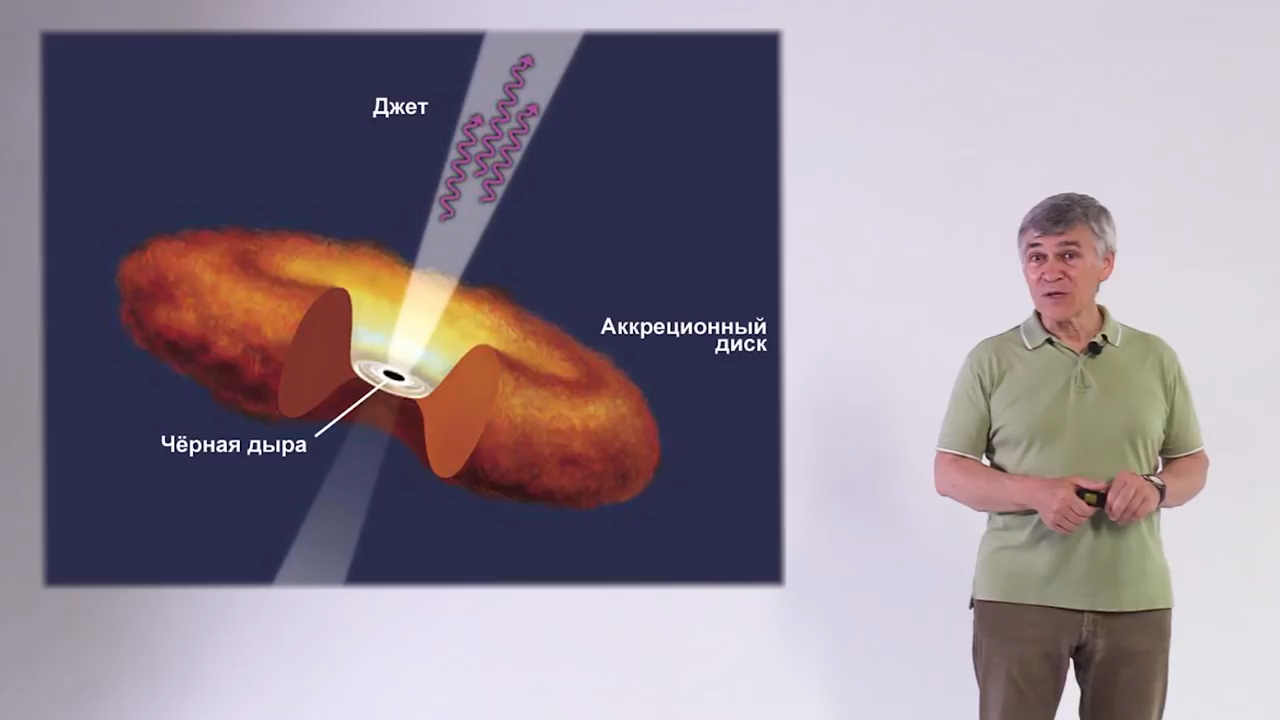 Джет
Аккреционный
диск
Чёрная дыра